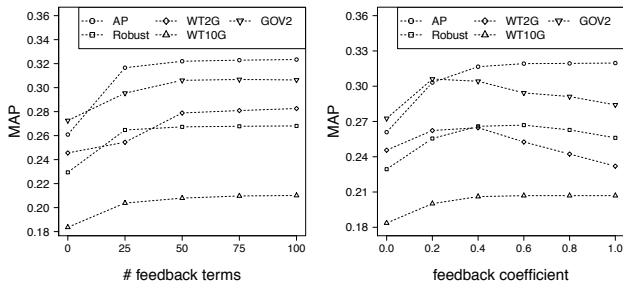 AP WT2G GOV2
Robust WT10G
MAP
0.36
0.34
0.32
0.30
0.28
0.26
0.24
0.22
0.20
0.18
0 25 50 75 100
# feedback terms
AP WT2G GOV2
Robust WT10G
MAP
0.36
0.33
0.30
0.27
0.24
0.21
0.18
0.0 0.2 0.4 0.6 0.8 1.0
feedback coefficient